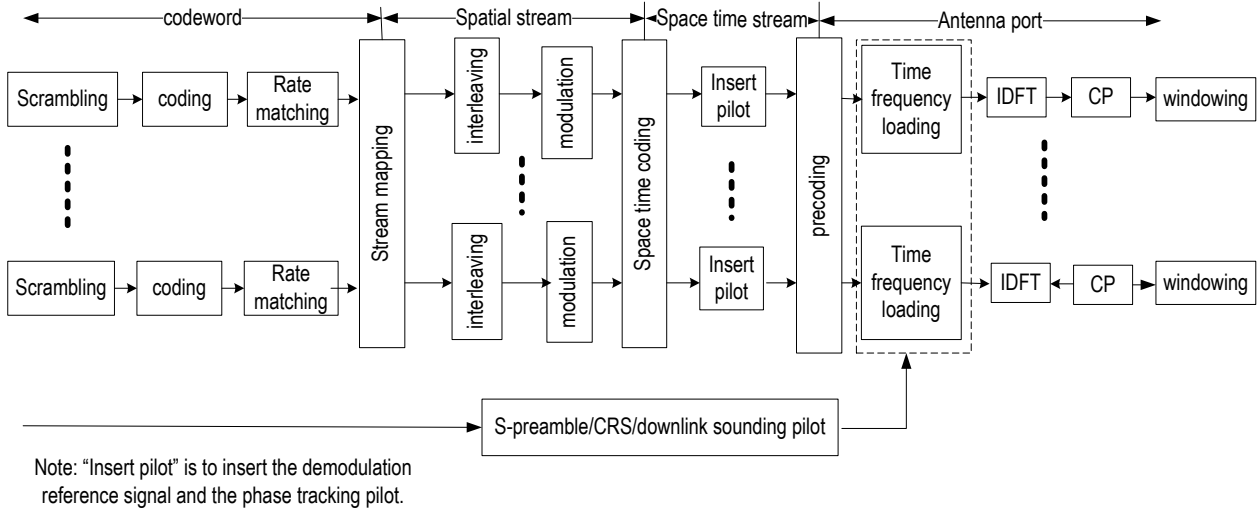 codeword
Spatial stream
Space time stream
Antenna port
Scrambling
coding
Rate
matching
Stream mapping
interleaving
modulation
Space time coding
Insert
pilot
precoding
Time
frequency
loading
IDFT
CP
windowing
Scrambling
coding
Rate
matching
interleaving
modulation
Insert
pilot
Time
frequency
loading
IDFT
CP
windowing
S-preamble/CRS/downlink sounding pilot
Note: “Insert pilot” is to insert the demodulation
reference signal and the phase tracking pilot.